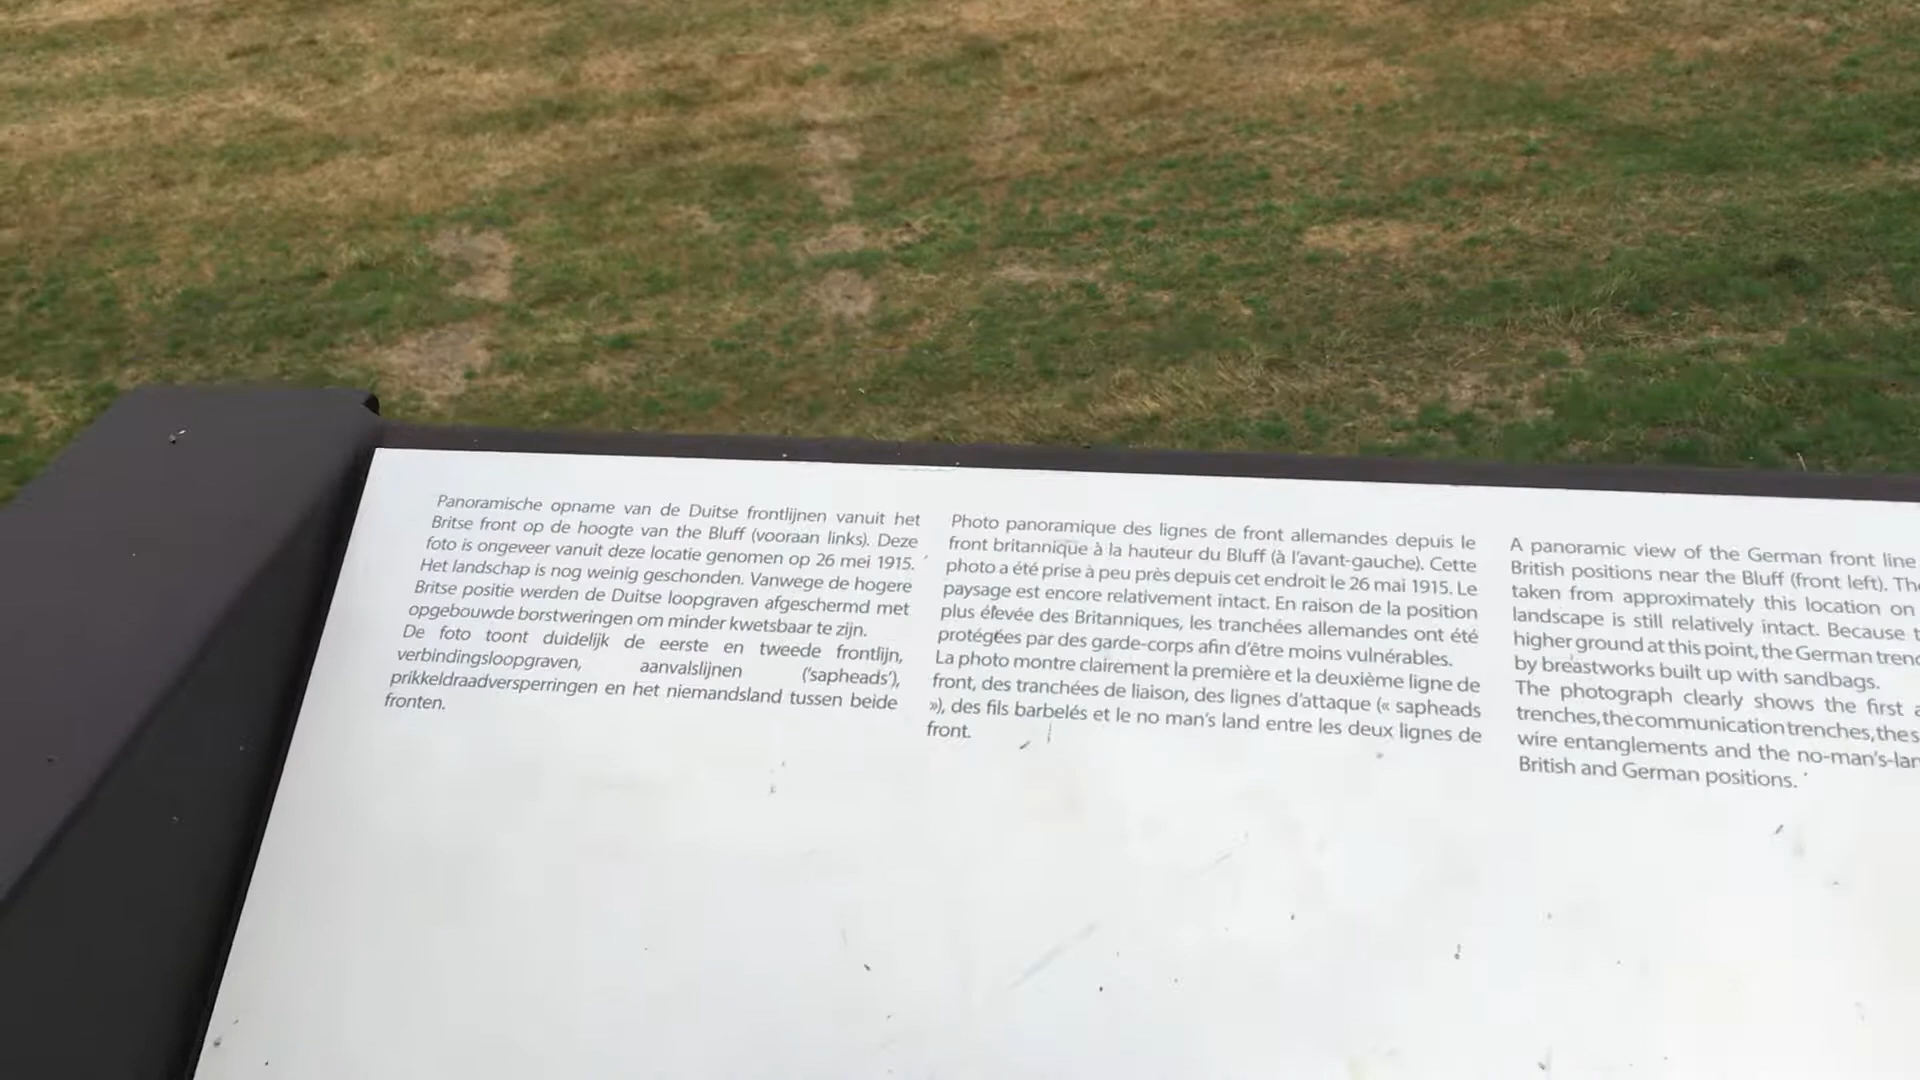 Panoramische opname van de Duitse frontlijnen vanuit het
Britse front op de hoogte van the Bluff (vooraan links). Deze
foto is ongeveer vanuit deze locatie genomen op 26 mei 1915.
Het landschap is nog weinig geschonden. Vanwege de hogere
Britse positie werden de Duitse loopgraven afgeschermd met
opgebouwde borstweringen om minder kwetsbaar te zijn.
De foto toont duidelijk de eerste en tweede frontlijn,
verbindingsloopgraven, aanvalslijnen ('sapheads'),
prikkeldraadversperringen en het niemandsland tussen beide
fronten.
Photo panoramique des lignes de front allemandes depuis le
front britannique à la hauteur du Bluff (à l'avant-gauche). Cette
photo a été prise à peu près depuis cet endroit le 26 mai 1915. Le
paysage est encore relativement intact. En raison de la position
plus élevée des Britanniques, les tranchées allemandes ont été
protégées par des garde-corps afin d'être moins vulnérables.
La photo montre clairement la première et la deuxième ligne de
front, des tranchées de liaison, des lignes d'attaque (« sapheads
»), des fils barbelés et le no man's land entre les deux lignes de
front.
A panoramic view of the German front line
British positions near the Bluff (front left).
taken from approximately this location on
landscape is still relatively intact. Because
higher ground at this point, the German
by breastworks built up with sandbags.
The photograph clearly shows the first
trenches, the communication trenches, the
wire entanglements and the
British and German positions.